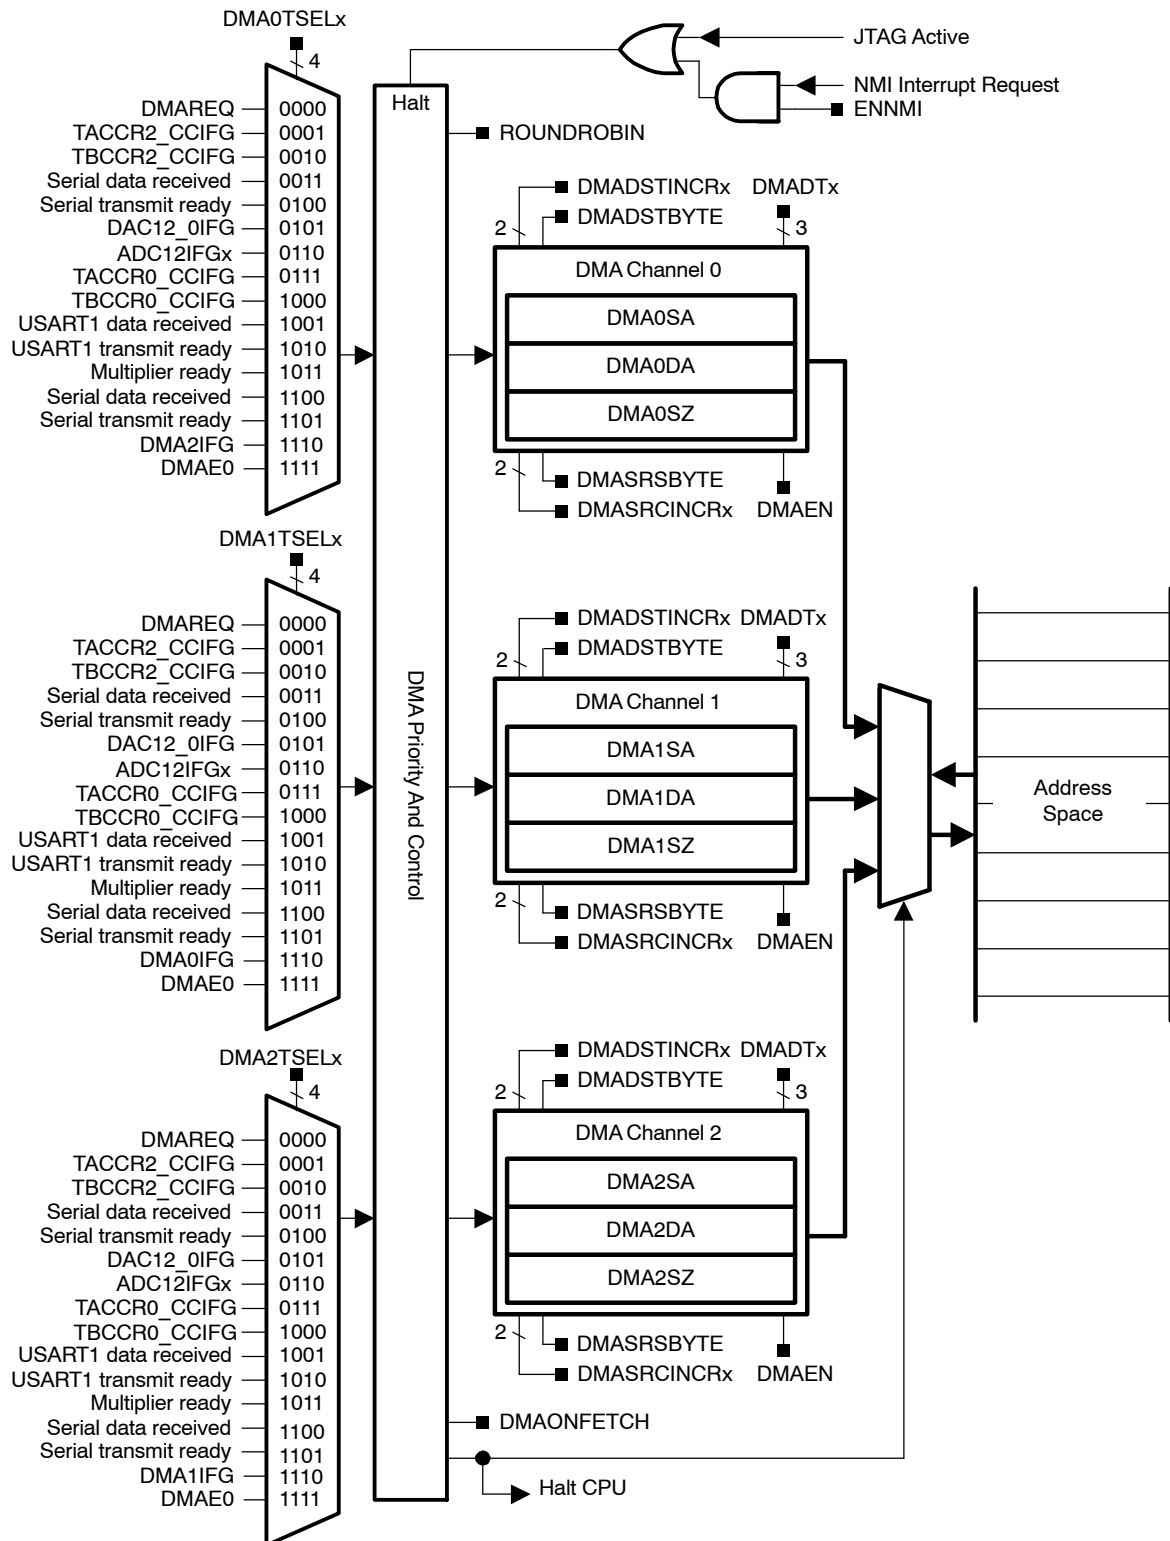 DMA0TSELx
4
DMAREQ 0000
TACCR2_CCIFG 0001
TBCCR2_CCIFG 0010
Serial data received 0011
Serial transmit ready 0100
DAC12_0IFG 0101
ADC12IFGx 0110
TACCR0_CCIFG 0111
TBCCR0_CCIFG 1000
USART1 data received 1001
USART1 transmit ready 1010
Multiplier ready 1011
Serial data received 1100
Serial transmit ready 1101
DMA2IFG 1110
DMAE0 1111
DMA1TSELx
4
DMAREQ 0000
TACCR2_CCIFG 0001
TBCCR2_CCIFG 0010
Serial data received 0011
Serial transmit ready 0100
DAC12_0IFG 0101
ADC12IFGx 0110
TACCR0_CCIFG 0111
TBCCR0_CCIFG 1000
USART1 data received 1001
USART1 transmit ready 1010
Multiplier ready 1011
Serial data received 1100
Serial transmit ready 1101
DMA0IFG 1110
DMAE0 1111
DMA2TSELx
4
DMAREQ 0000
TACCR2_CCIFG 0001
TBCCR2_CCIFG 0010
Serial data received 0011
Serial transmit ready 0100
DAC12_0IFG 0101
ADC12IFGx 0110
TACCR0_CCIFG 0111
TBCCR0_CCIFG 1000
USART1 data received 1001
USART1 transmit ready 1010
Multiplier ready 1011
Serial data received 1100
Serial transmit ready 1101
DMA1IFG 1110
DMAE0 1111
Halt
DMA Priority And Control
JTAG Active
NMI Interrupt Request
ENNMI
ROUNDROBIN
DMADSTINCRx DMADTx
DMADSTBYTE
2 3
DMA Channel 0
DMA0SA
DMA0DA
DMA0SZ
2
DMASRSBYTE
DMASRCINCRx DMAEN
DMADSTINCRx DMADTx
DMADSTBYTE
2 3
DMA Channel 1
DMA1SA
DMA1DA
DMA1SZ
2
DMASRSBYTE
DMASRCINCRx DMAEN
DMADSTINCRx DMADTx
DMADSTBYTE
2 3
DMA Channel 2
DMA2SA
DMA2DA
DMA2SZ
2
DMASRSBYTE
DMASRCINCRx DMAEN
DMAONFETCH
Halt CPU
Address
Space